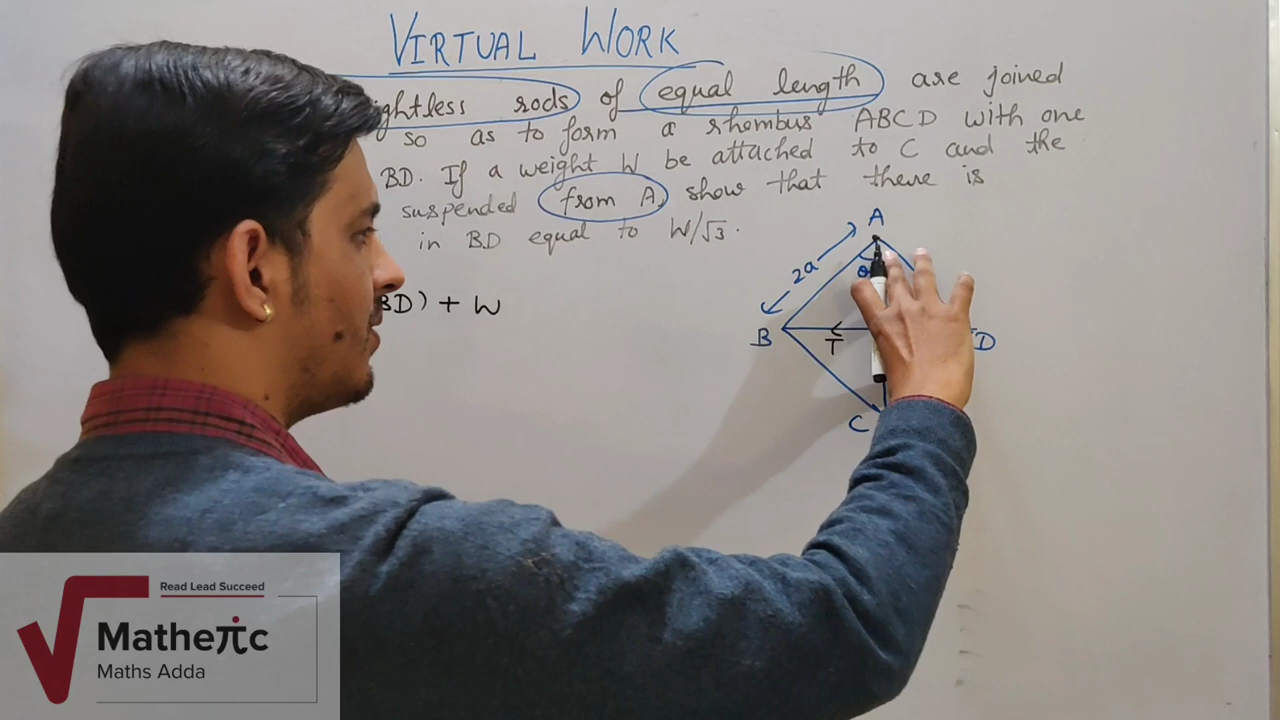 VIRTUAL WORK
ightless rods of equal length are joined
so as to form a rhombus ABCD with one
BD. If a weight W be attached to C and the
suspended from A, show that there is
in BD equal to W/√3.
A
2a
θ
BD) + W
B
T
D
C
Read Lead Succeed
Matheπc
Maths Adda